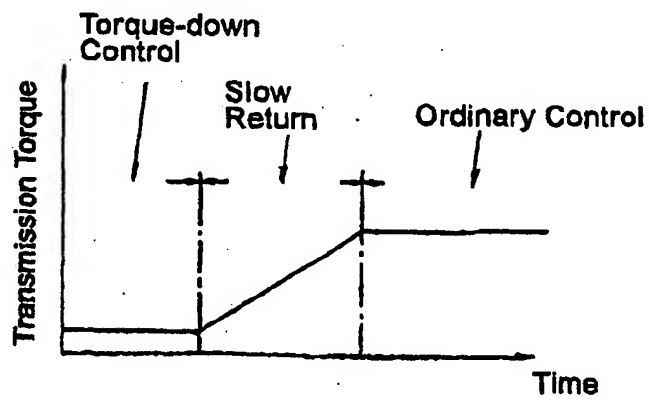 Torque-down
Control
Slow
Return
Ordinary Control
Transmission Torque
Time